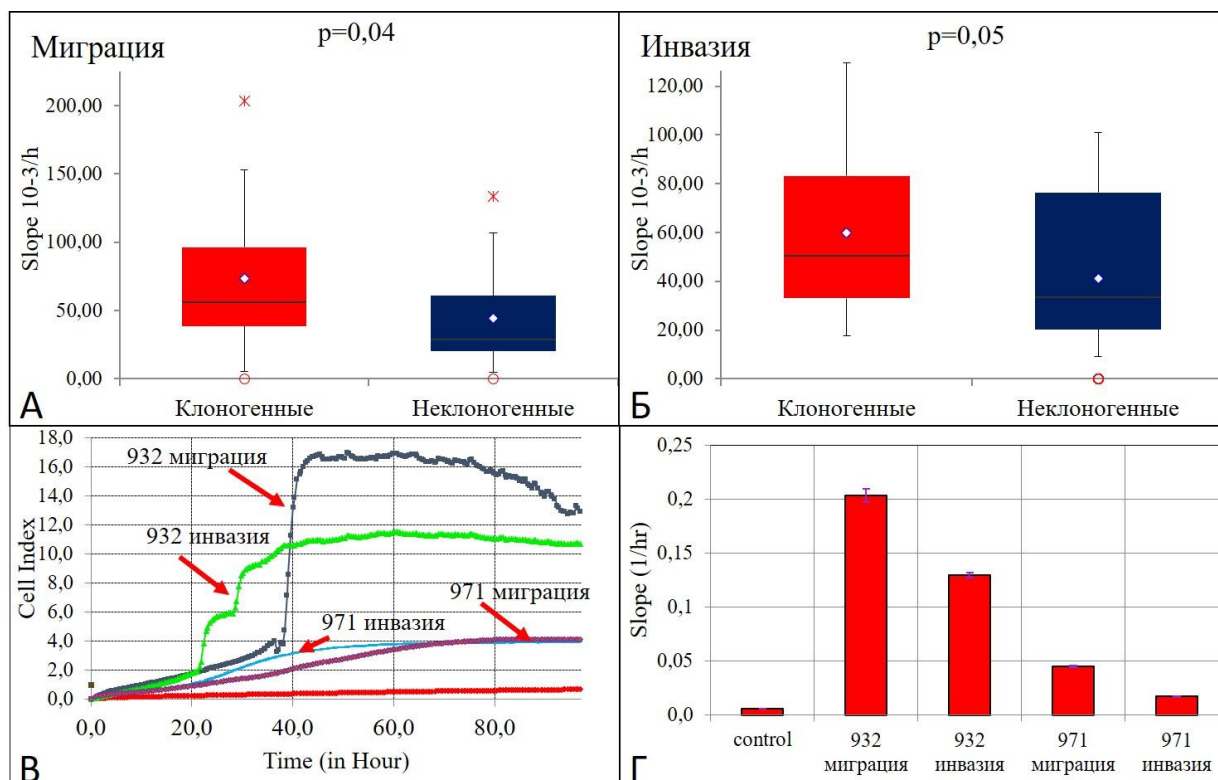 Миграция
p=0,04
200,00
150,00
100,00
50,00
0,00
Slope 10-3/h
Клоногенные
Неклоногенные
А
Инвазия
p=0,05
120,00
100,00
80,00
60,00
40,00
20,00
0,00
Slope 10-3/h
Клоногенные
Неклоногенные
Б
18,0
16,0
14,0
12,0
10,0
8,0
6,0
4,0
2,0
0,0
Cell Index
932 миграция
932 инвазия
971 миграция
971 инвазия
0,0 20,0 40,0 60,0 80,0
Time (in Hour)
В
0,25
0,2
0,15
0,1
0,05
0,0
Slope (1/hr)
control 932 932 971 971
миграция инвазия миграция инвазия
Г